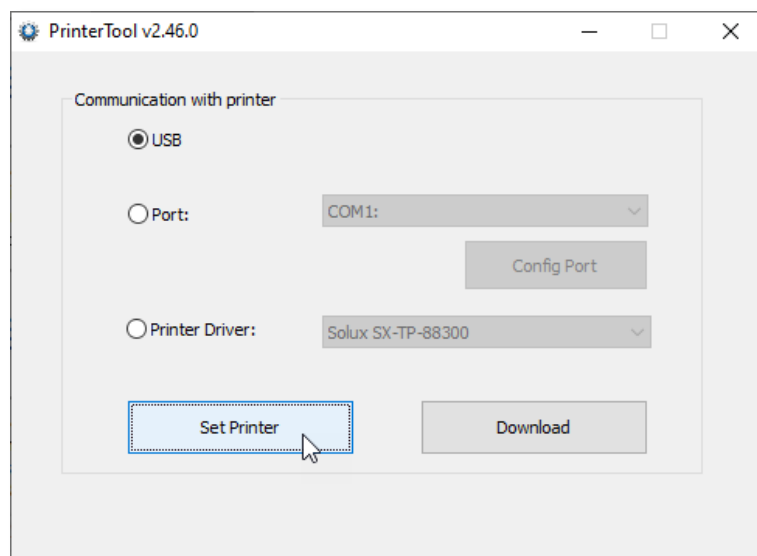 PrinterTool v2.46.0
Communication with printer
USB
Port:
COM1:
Config Port
Printer Driver:
Solux SX-TP-88300
Set Printer
Download